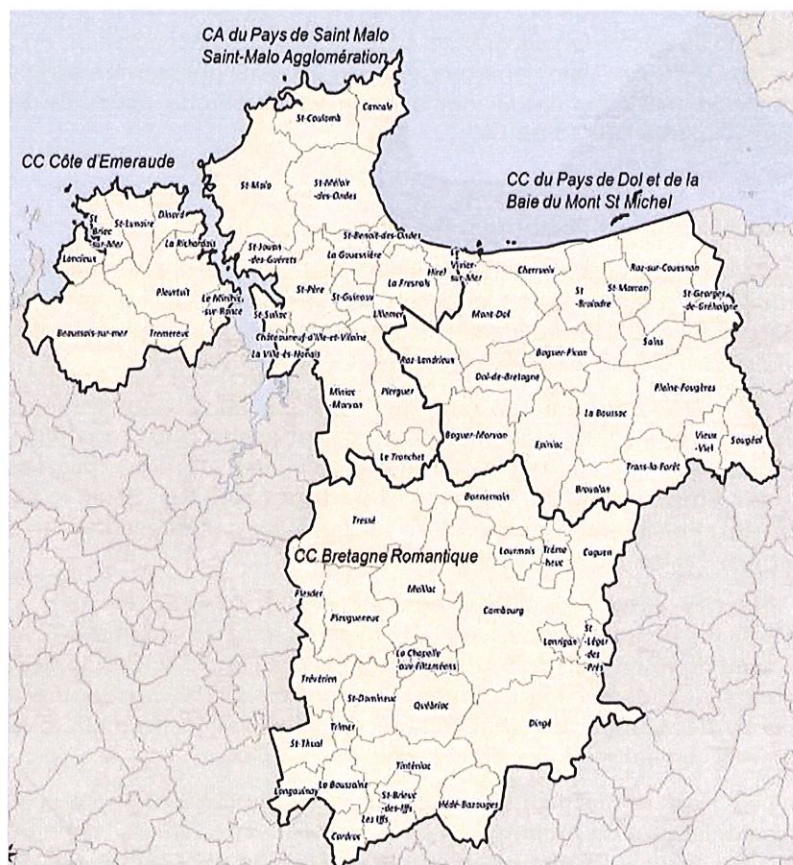 CA du Pays de Saint Malo
Saint-Malo Agglomération
Cancale
St-Coulomb
CC Côte d'Emeraude
St-Malo
St-Méloir
-des-Ondes
CC du Pays de Dol et de la
Baie du Mont St Michel
St
Briac
-sur-Mer
St-Lunaire
Dinard
La Richardais
Lancieux
St-Jouan
-des-Guérets
St-Benoit-des-Ondes
La Gouesnière
Hirel
Le
Vivier
-sur-Mer
Cherrueix
La Fresnais
Roz-sur-Couesnon
St
-Broladre
St-Marcan
St-Georges
-de-Gréhaigne
Pleurtuit
Le Minihic
-sur-Rance
St-Père
St-Guinoux
Lillemer
Mont-Dol
St-Suliac
Beaussais-sur-mer
Tremereuc
Châteauneuf-d'Ille-et-Vilaine
La Ville-ès-Nonais
Sains
Baguer-Pican
Roz-Landrieux
Dol-de-Bretagne
Miniac
-Morvan
Plerguer
Pleine-Fougères
La Boussac
Baguer-Morvan
Epiniac
Vieux
-Viel
Sougéal
Le Tronchet
Trans-la-Forêt
Broualan
Bonnemain
Tressé
CC Bretagne Romantique
Lourmais
Tréme
heuc
Cuguen
Plesder
Meillac
Pleugueneuc
Combourg
Lanrigan
St
-Léger
des
-Prés
La Chapelle
aux Filtzméens
Trévérien
St-Domineuc
Québriac
Dingé
Trimer
St-Thual
Tinténiac
Longaulnay
La Baussaine
St-Brieuc
-des-Iffs
Les Iffs
Hédé-Bazouges
Cardroc